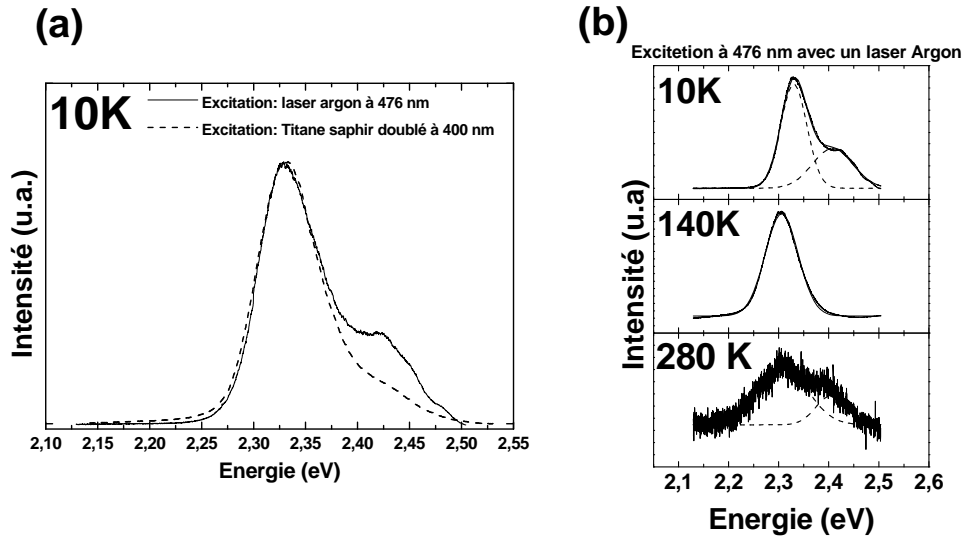 (a)
10K
Excitation: laser argon à 476 nm
Excitation: Titane saphir doublé à 400 nm
Intensité (u.a.)
2,10 2,15 2,20 2,25 2,30 2,35 2,40 2,45 2,50 2,55
Energie (eV)
(b)
Excitetion à 476 nm avec un laser Argon
10K
140K
280 K
Intensité (u.a)
2,1 2,2 2,3 2,4 2,5 2,6
Energie (eV)